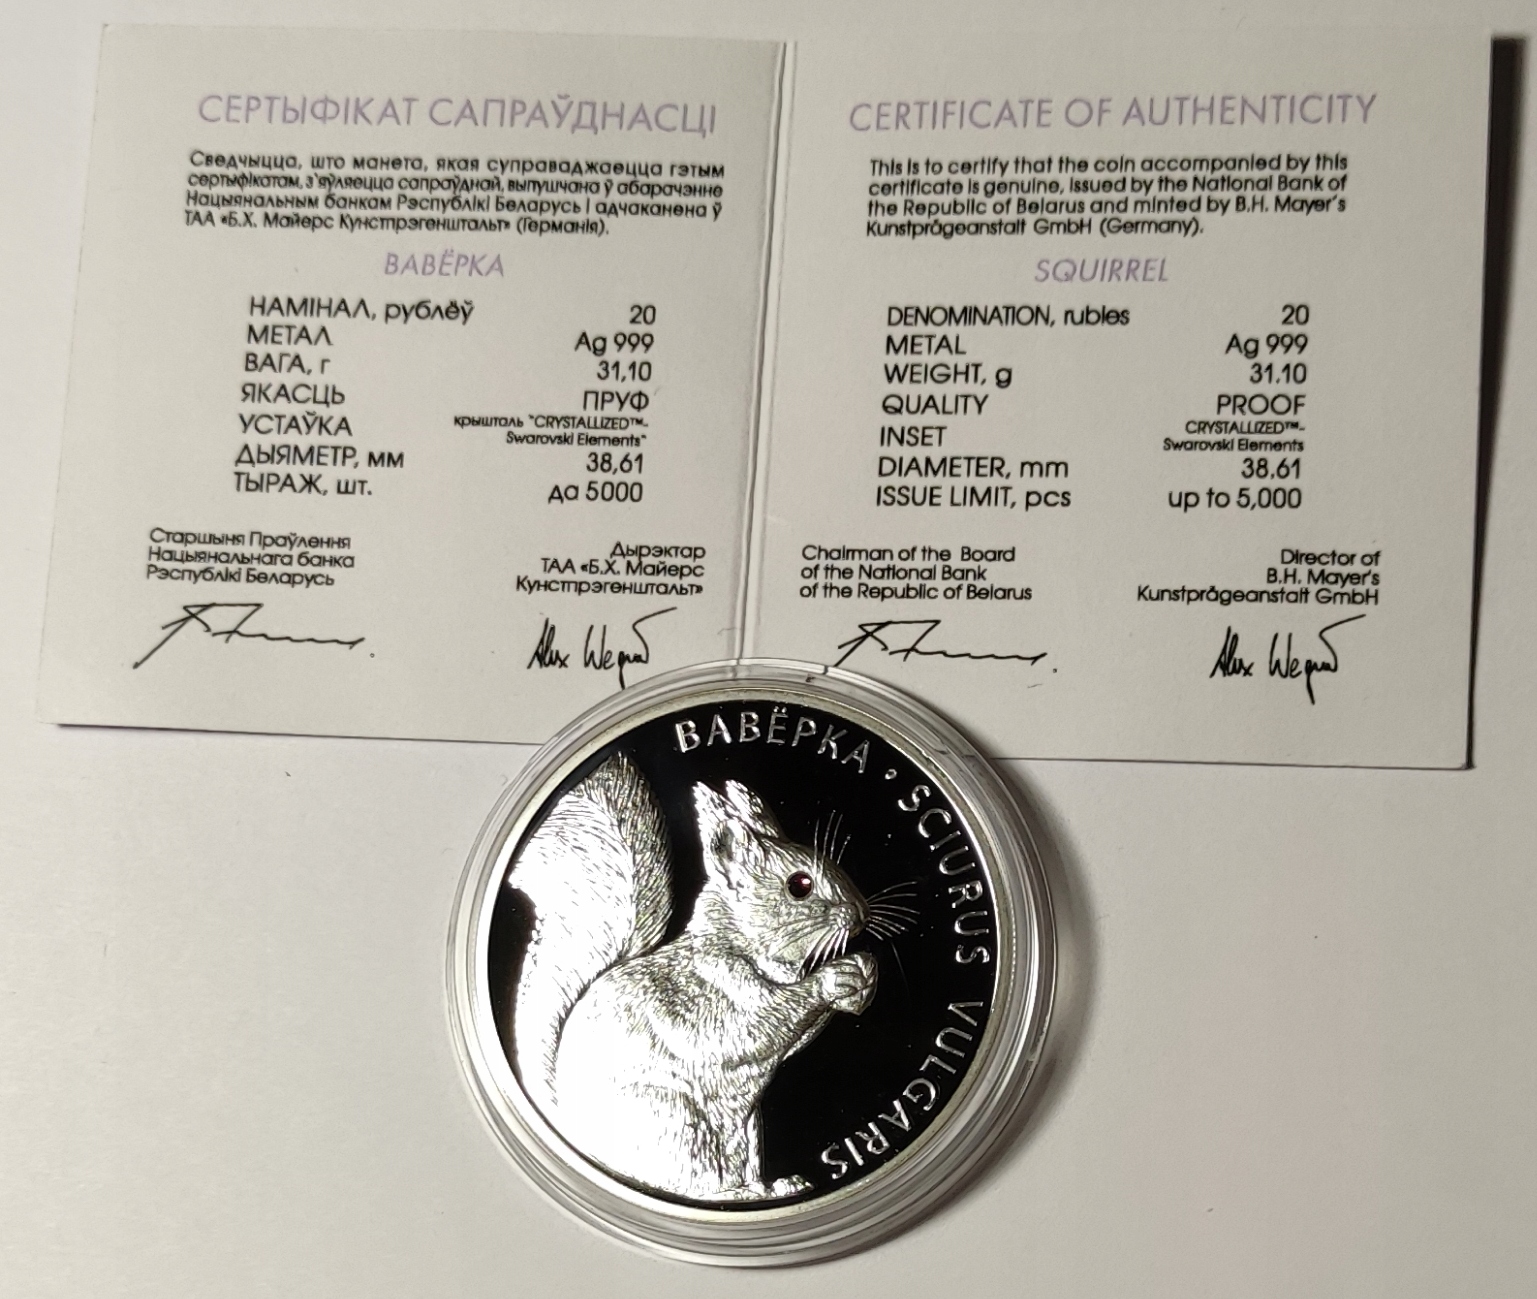 СЕРТЫФІКАТ САПРАЎДНАСЦІ
Сведчыцца, што манета, якая суправаджаецца гэтым
сертыфікатам, з'яўляецца сапраўднай, выпушчана ў абарачэнне
Нацыянальным банкам Рэспублікі Беларусь і адчаканена ў
ТАА «Б.Х. Майерс Кунстпрэгенштальт» (Германія).
ВАВЁРКА
НАМІНАЛ, рублёў 20
МЕТАЛ Ag 999
ВАГА, г 31,10
ЯКАСЦЬ ПРУФ
УСТАЎКА крышталь "CRYSTALLIZED™-
Swarovski Elements"
ДЫЯМЕТР, мм 38,61
ТЫРАЖ, шт. да 5000
Старшыня Праўлення
Нацыянальнага банка
Рэспублікі Беларусь
Дырэктар
ТАА «Б.Х. Майерс
Кунстпрэгенштальт»
Alex
CERTIFICATE OF AUTHENTICITY
This is to certify that the coin accompanied by this
certificate is genuine, issued by the National Bank of
the Republic of Belarus and minted by B.H. Mayer's
Kunstprägeanstalt GmbH (Germany).
SQUIRREL
DENOMINATION, rubles 20
METAL Ag 999
WEIGHT, g 31.10
QUALITY PROOF
INSET CRYSTALLIZED™-
Swarovski Elements
DIAMETER, mm 38.61
ISSUE LIMIT, pcs up to 5,000
Chairman of the Board
of the National Bank
of the Republic of Belarus
Director of
B.H. Mayer's
Kunstprägeanstalt GmbH
Alex
ВАВЁРКА • SCIURUS VULGARIS